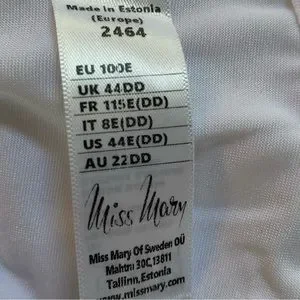 Made in Estonia
(Europe)
2464
EU 100E
UK 44DD
FR 115E(DD)
IT 8E(DD)
US 44E(DD)
AU 22DD
Miss Mary
Miss Mary Of Sweden OÜ
Mahtra 30C,13811
Tallinn, Estonia
www.missmary.com